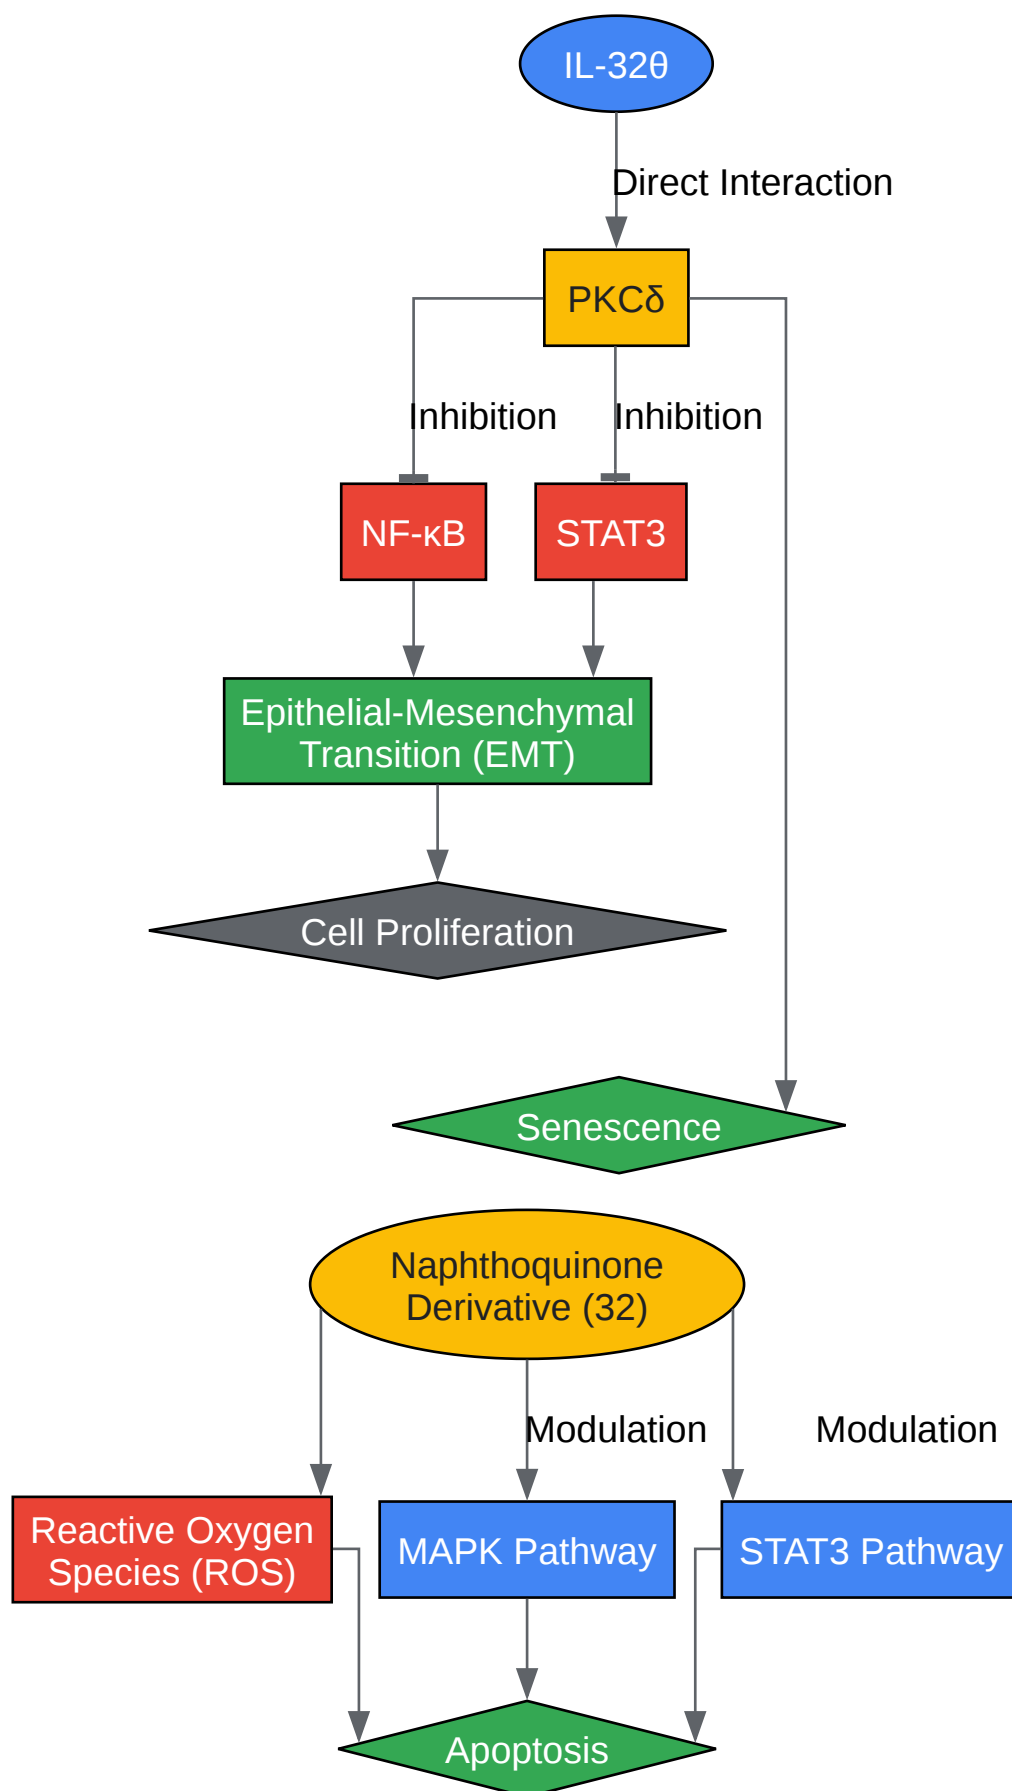 IL-32θ
Direct Interaction
PKCδ
Inhibition
Inhibition
NF-κB
STAT3
Epithelial-Mesenchymal
Transition (EMT)
Cell Proliferation
Senescence
Naphthoquinone
Derivative (32)
Modulation
Modulation
Reactive Oxygen
Species (ROS)
MAPK Pathway
STAT3 Pathway
Apoptosis